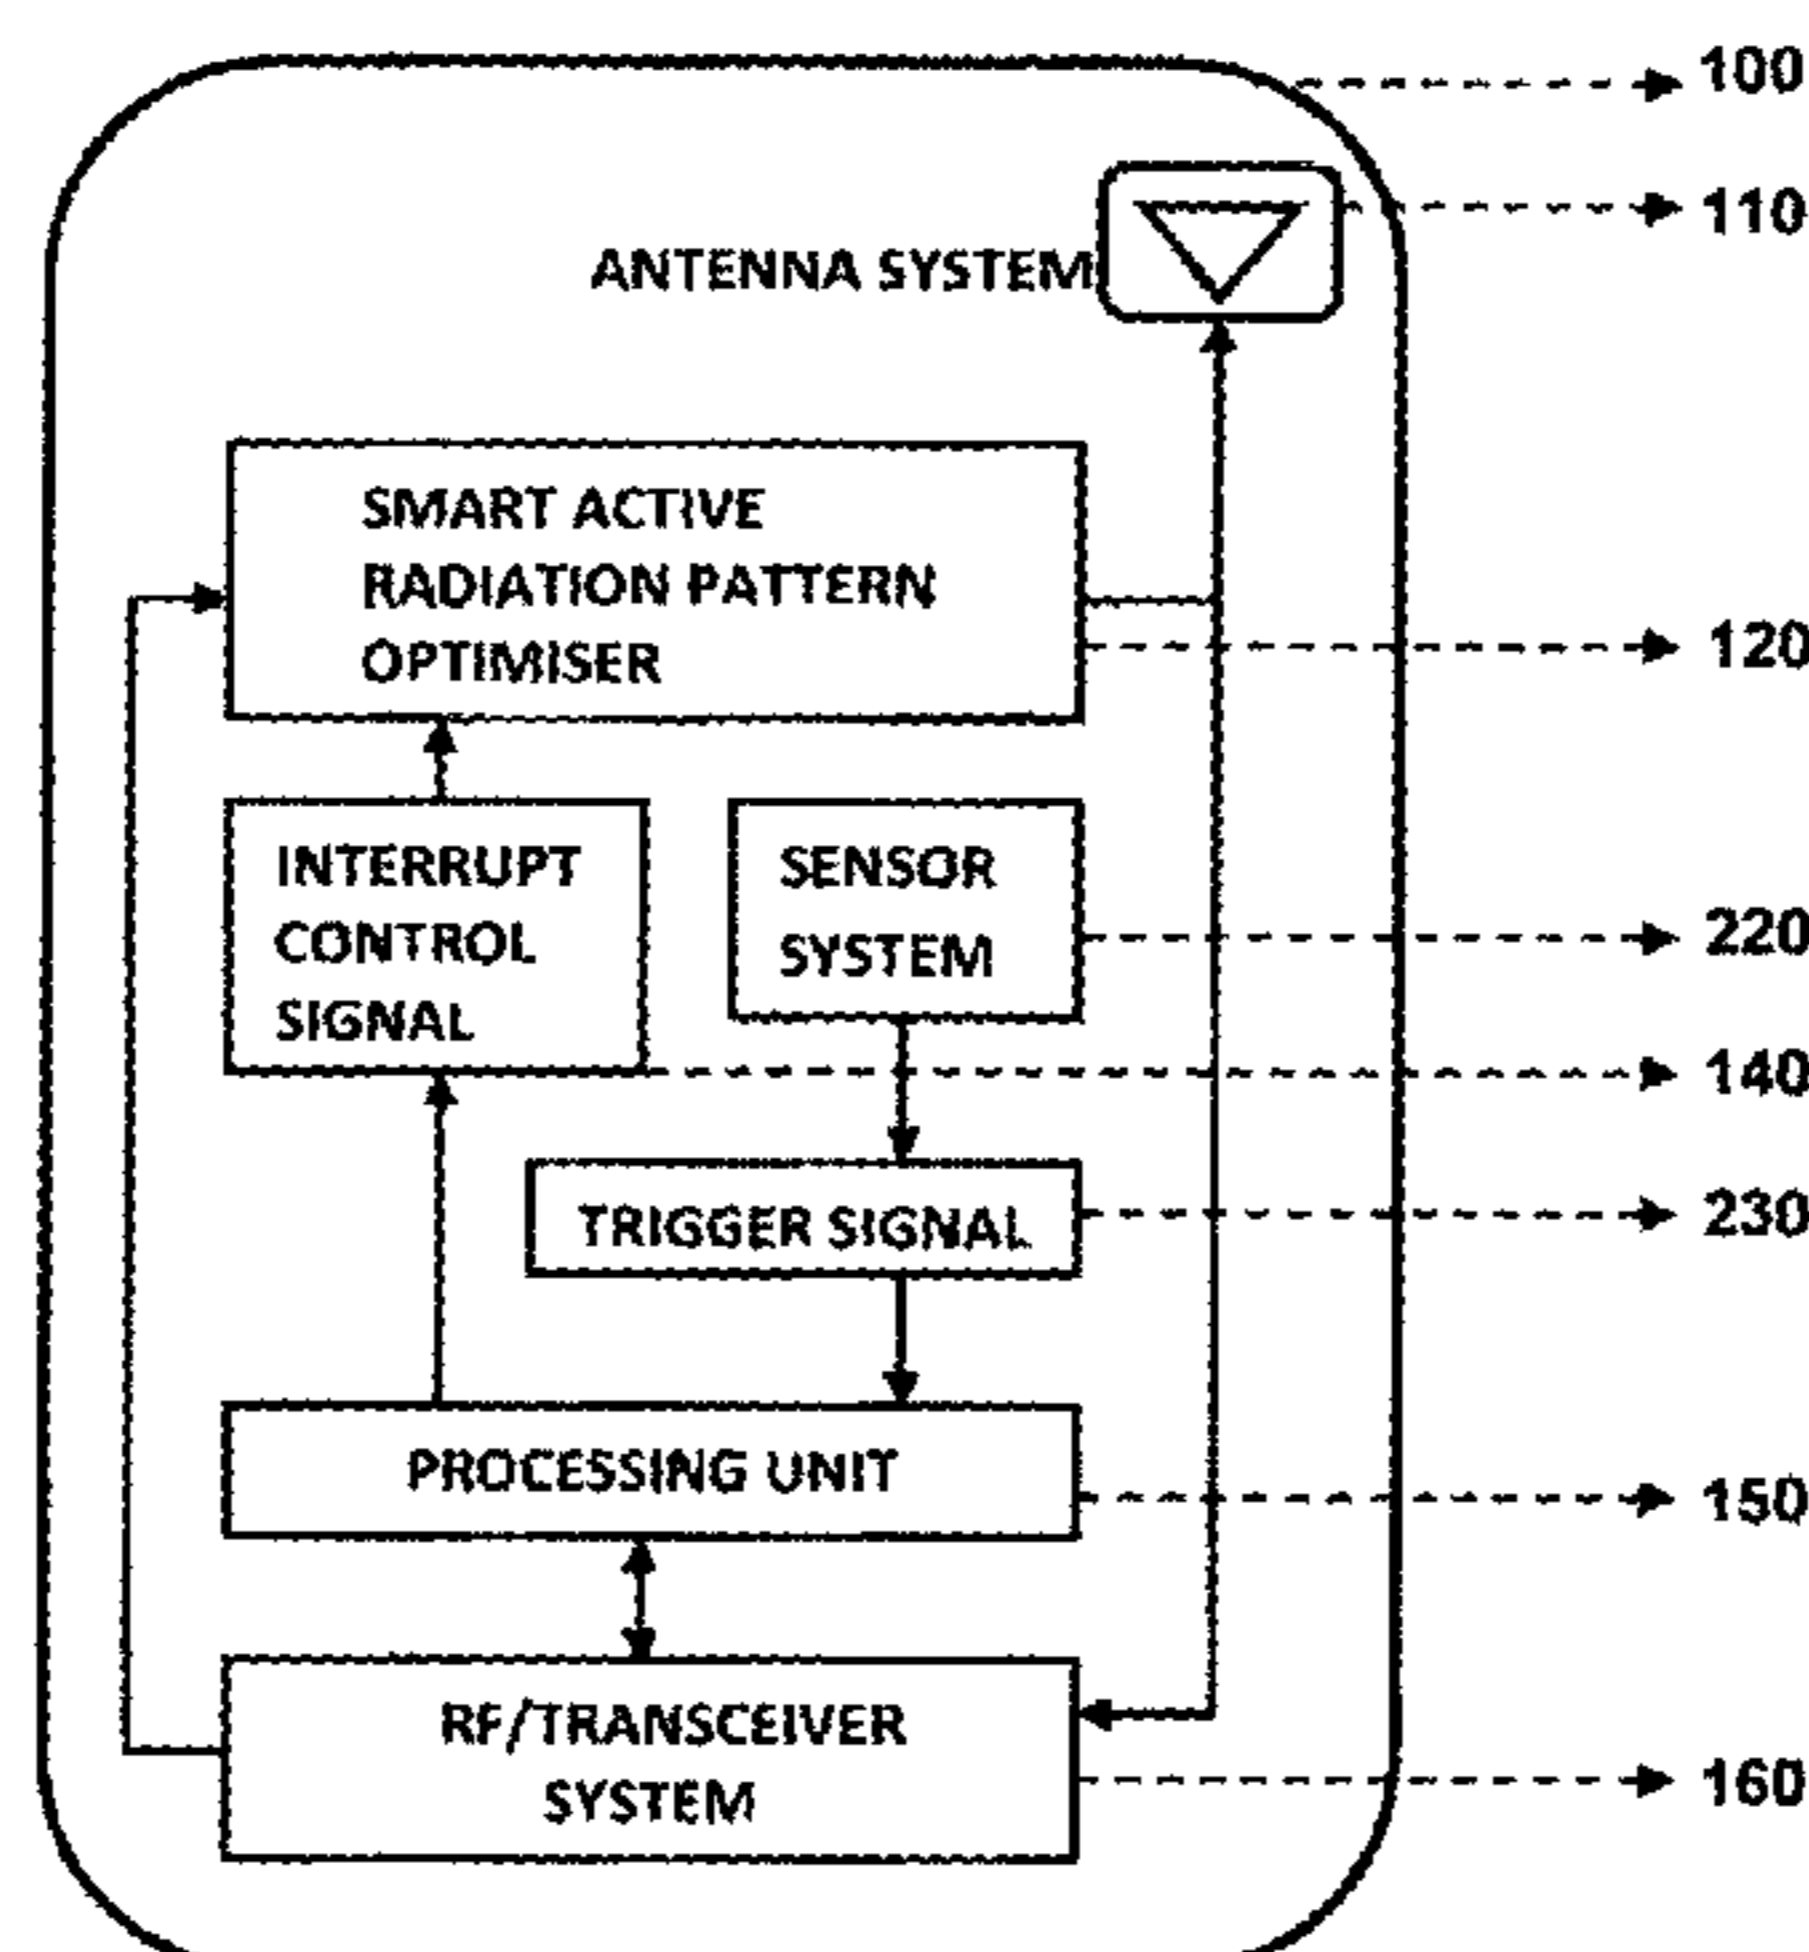 100
110
ANTENNA SYSTEM
SMART ACTIVE
RADIATION PATTERN
OPTIMISER
120
INTERRUPT
CONTROL
SIGNAL
SENSOR
SYSTEM
220
140
TRIGGER SIGNAL
230
PROCESSING UNIT
150
RF/TRANSCEIVER
SYSTEM
160